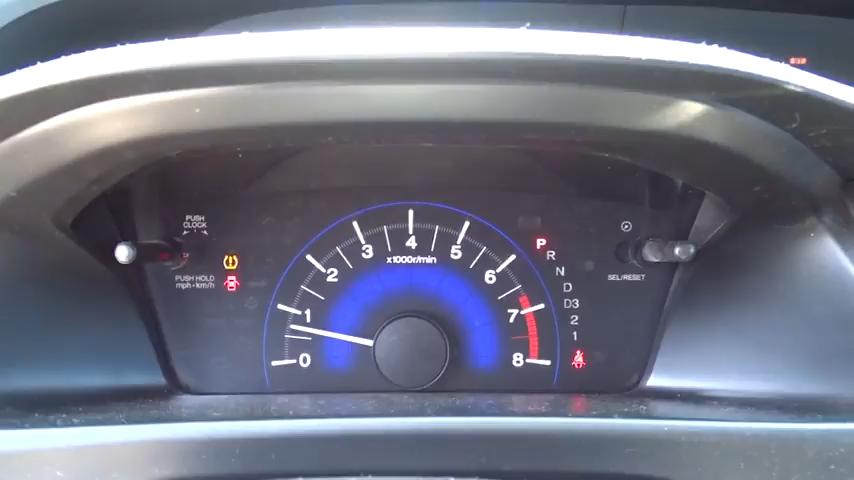 PUSH
CLOCK
PUSH HOLD
mph↔km/h
0
1
2
3
4
5
6
7
8
x1000r/min
P
R
N
D
D3
2
1
SEL/RESET